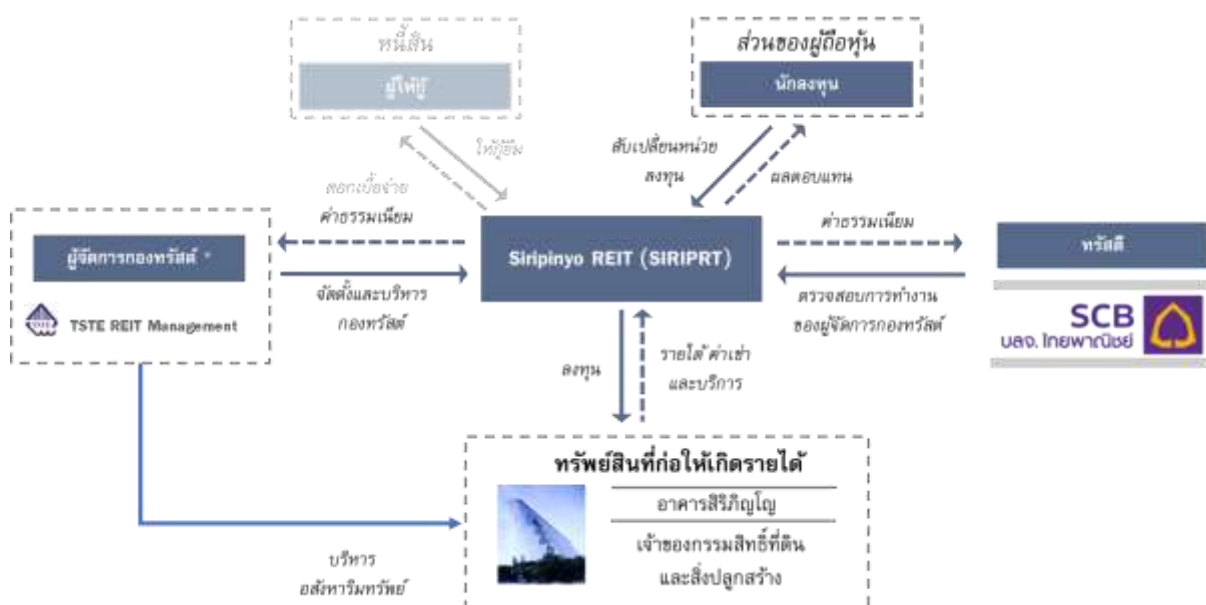 หนี้สิน
ผู้ให้กู้
ส่วนของผู้ถือหุ้น
นักลงทุน
ให้กู้ยืม
ดอกเบี้ยจ่าย
สับเปลี่ยนหน่วย
ลงทุน
ผลตอบแทน
ค่าธรรมเนียม
ผู้จัดการกองทรัสต์ *
จัดตั้งและบริหาร
กองทรัสต์
TSTE REIT Management
Siripinyo REIT (SIRIPRT)
ค่าธรรมเนียม
ทรัสตี
ตรวจสอบการทำงาน
ของผู้จัดการกองทรัสต์
SCB
บลจ. ไทยพาณิชย์
ลงทุน
รายได้ ค่าเช่า
และบริการ
ทรัพย์สินที่ก่อให้เกิดรายได้
อาคารสิริภิญโญ
เจ้าของกรรมสิทธิ์ที่ดิน
และสิ่งปลูกสร้าง
บริหาร
อสังหาริมทรัพย์